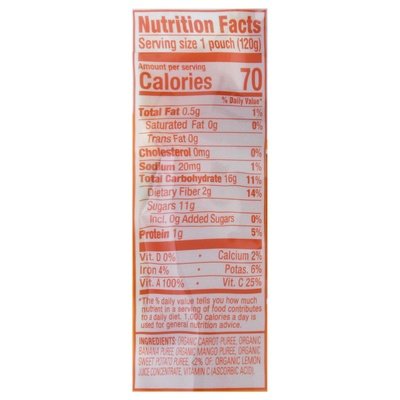 Nutrition Facts
Serving size 1 pouch (120g)
Amount per serving
Calories 70
% Daily Value*
Total Fat 0.5g 1%
Saturated Fat 0g 0%
Trans Fat 0g
Cholesterol 0mg 0%
Sodium 20mg 1%
Total Carbohydrate 16g 11%
Dietary Fiber 2g 14%
Sugars 11g
Incl. 0g Added Sugars 0%
Protein 1g 5%
Vit. D 0% • Calcium 2%
Iron 4% • Potas. 6%
Vit. A 100% • Vit. C 25%
*The % daily value tells you how much
nutrient in a serving of food contributes
to a daily diet. 1,000 calories a day is
used for general nutrition advice.
INGREDIENTS: ORGANIC CARROT PUREE, ORGANIC
BANANA PUREE, ORGANIC MANGO PUREE, ORGANIC
SWEET POTATO PUREE, <2% OF: ORGANIC LEMON
JUICE CONCENTRATE, VITAMIN C (ASCORBIC ACID).